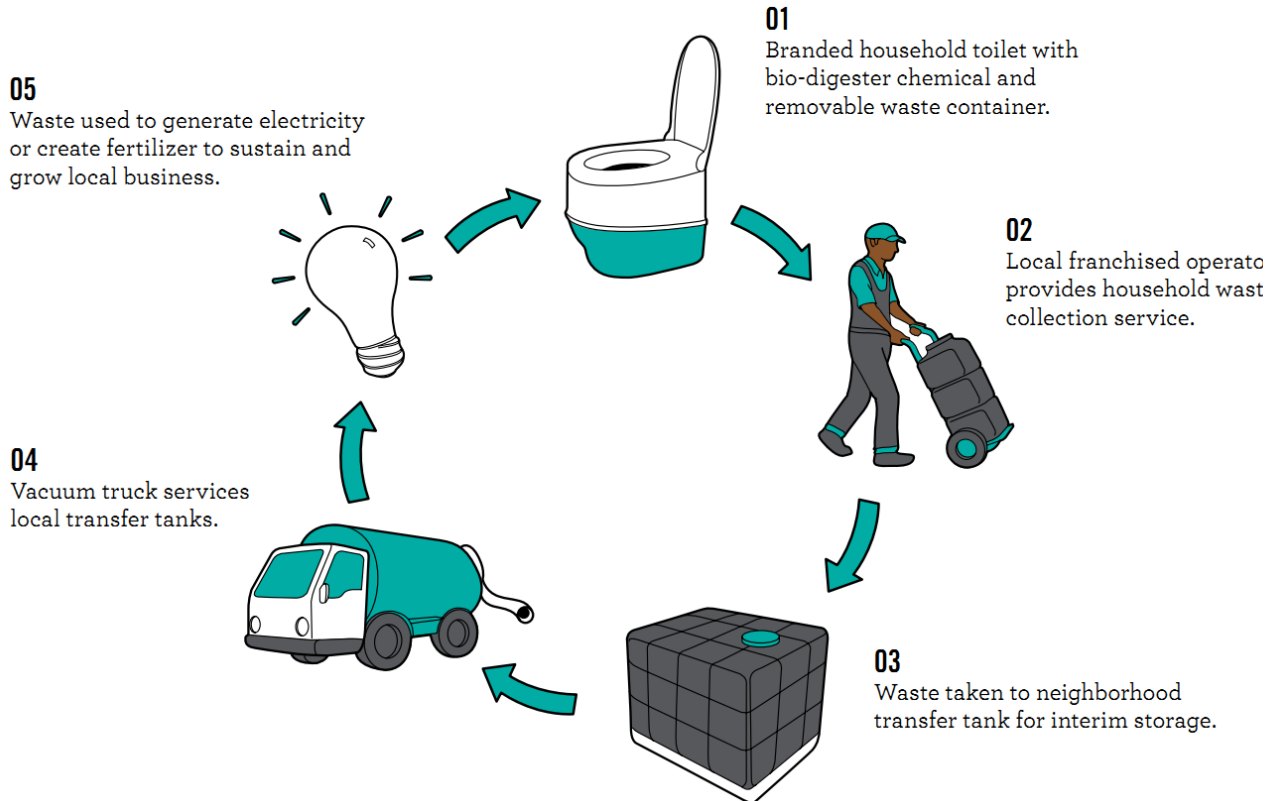 01
Branded household toilet with
bio-digester chemical and
removable waste container.
02
Local franchised operato
provides household wast
collection service.
03
Waste taken to neighborhood
transfer tank for interim storage.
04
Vacuum truck services
local transfer tanks.
05
Waste used to generate electricity
or create fertilizer to sustain and
grow local business.